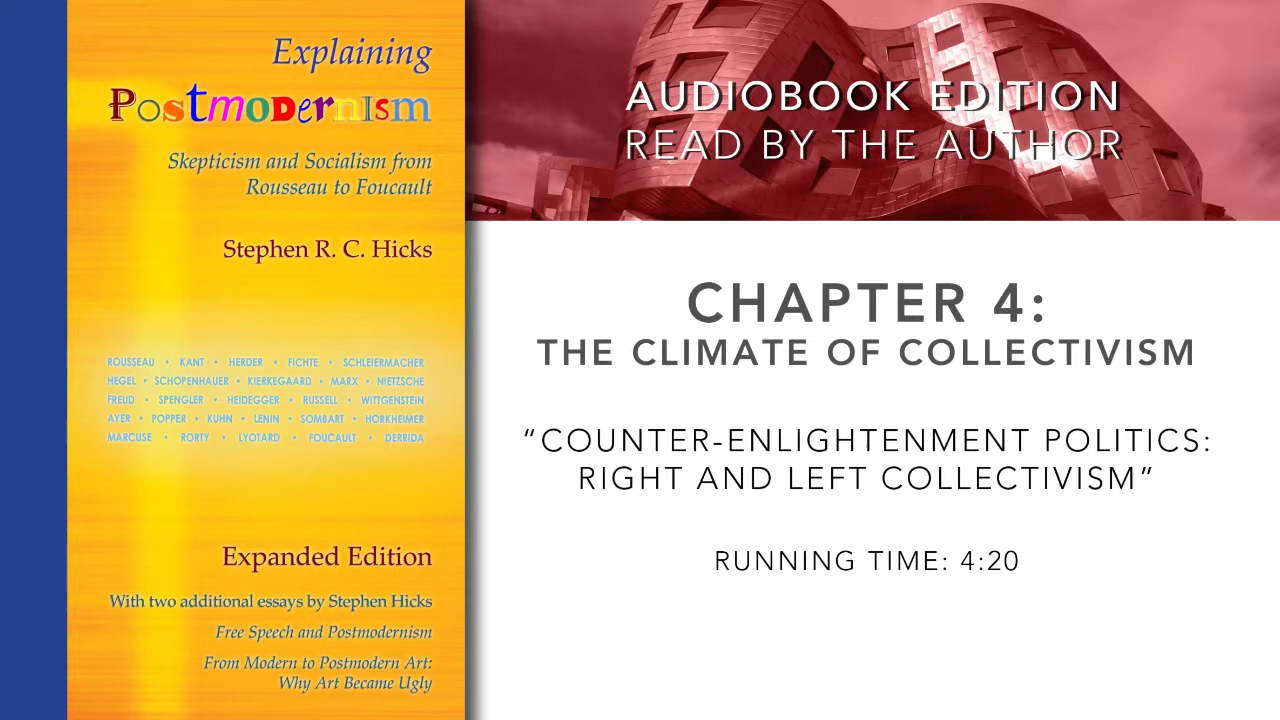 Explaining
Postmodernism
Skepticism and Socialism from
Rousseau to Foucault
Stephen R. C. Hicks
ROUSSEAU • KANT • HERDER • FICHTE • SCHLEIERMACHER
HEGEL • SCHOPENHAUER • KIERKEGAARD • MARX • NIETZSCHE
FREUD • SPENGLER • HEIDEGGER • RUSSELL • WITTGENSTEIN
AYER • POPPER • KUHN • LENIN • SOMBART • HORKHEIMER
MARCUSE • RORTY • LYOTARD • FOUCAULT • DERRIDA
Expanded Edition
With two additional essays by Stephen Hicks
Free Speech and Postmodernism
From Modern to Postmodern Art:
Why Art Became Ugly
AUDIOBOOK EDITION
READ BY THE AUTHOR
CHAPTER 4:
THE CLIMATE OF COLLECTIVISM
“COUNTER-ENLIGHTENMENT POLITICS:
RIGHT AND LEFT COLLECTIVISM”
RUNNING TIME: 4:20